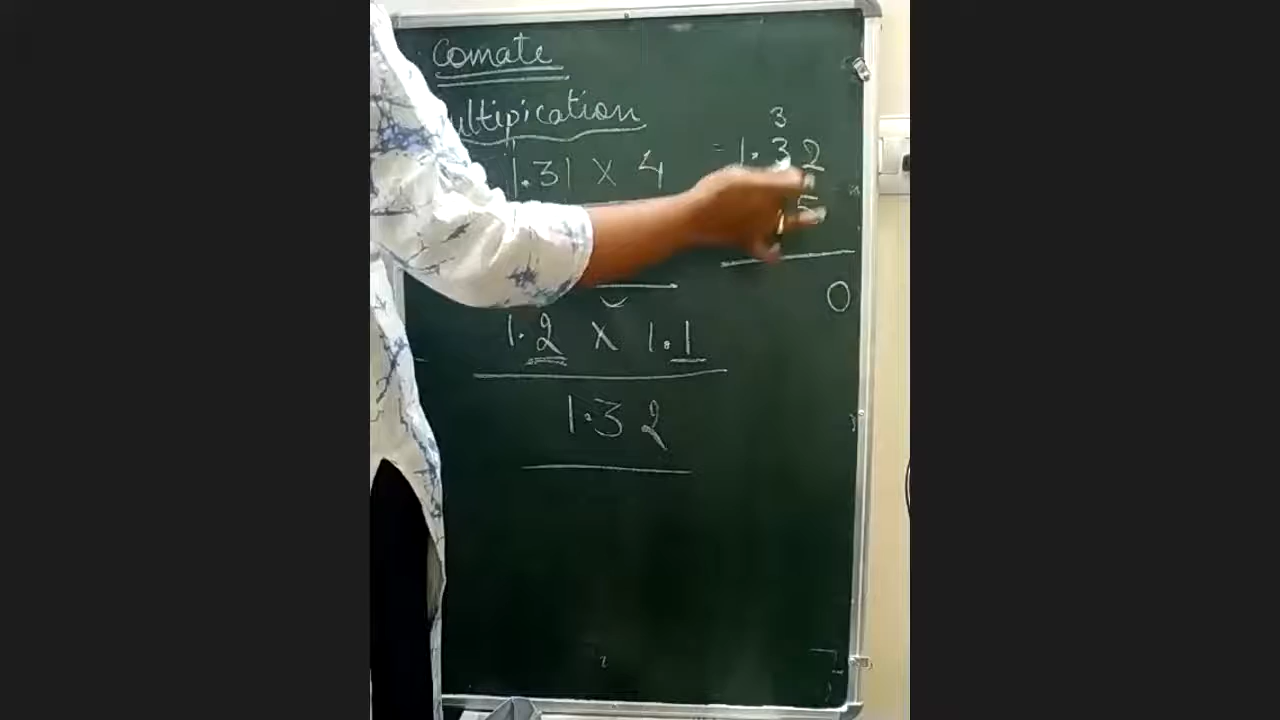 Comate
ultipication
1.31 X 4
1.2 X 1.1
1.32
3
= 1.32
5
0